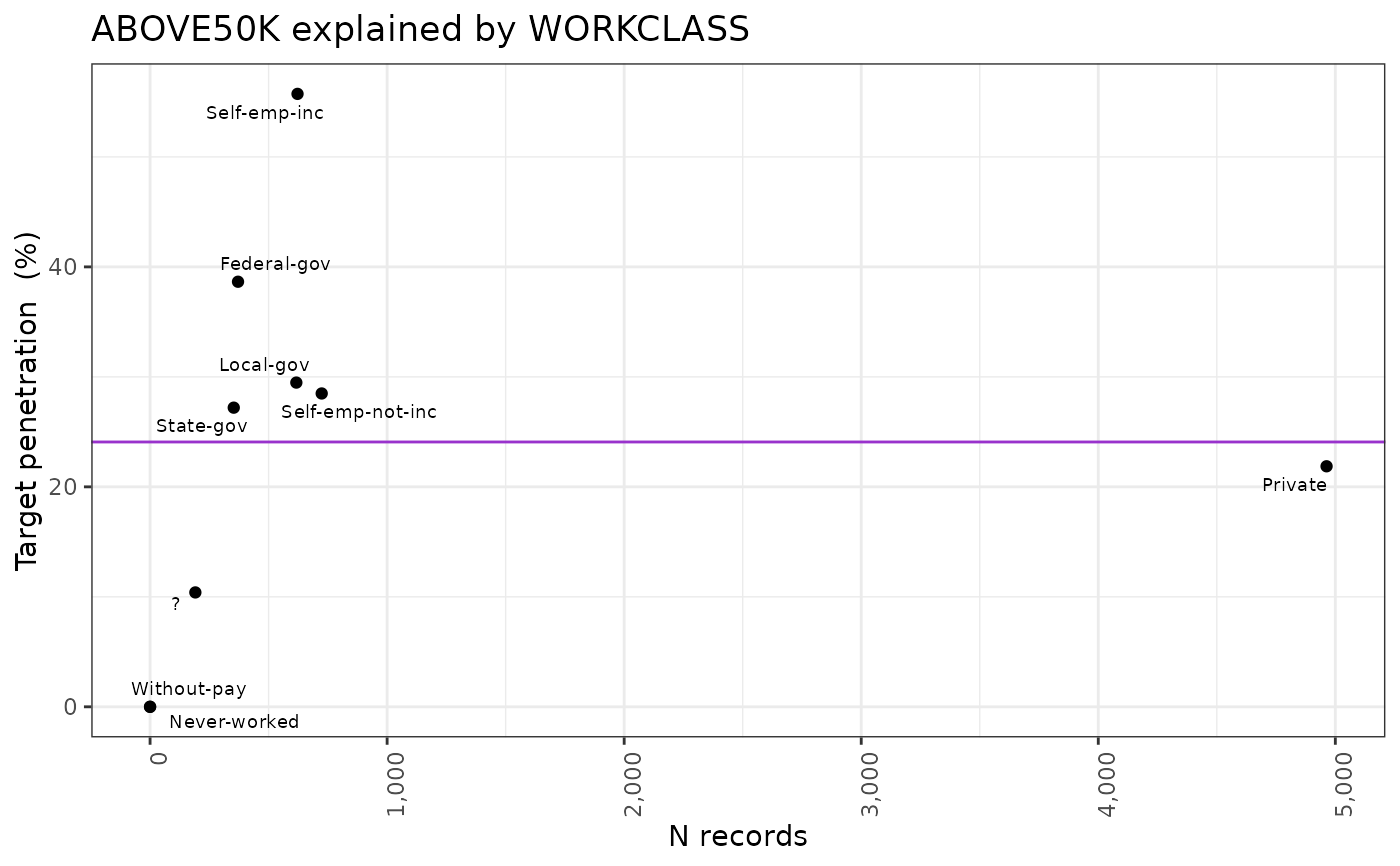 ABOVE50K explained by WORKCLASS
Target penetration  (%)
40
20
0
Self-emp-inc
Federal-gov
Local-gov
Self-emp-not-inc
State-gov
Private
?
Without-pay
Never-worked
0
1,000
2,000
3,000
4,000
5,000
N records